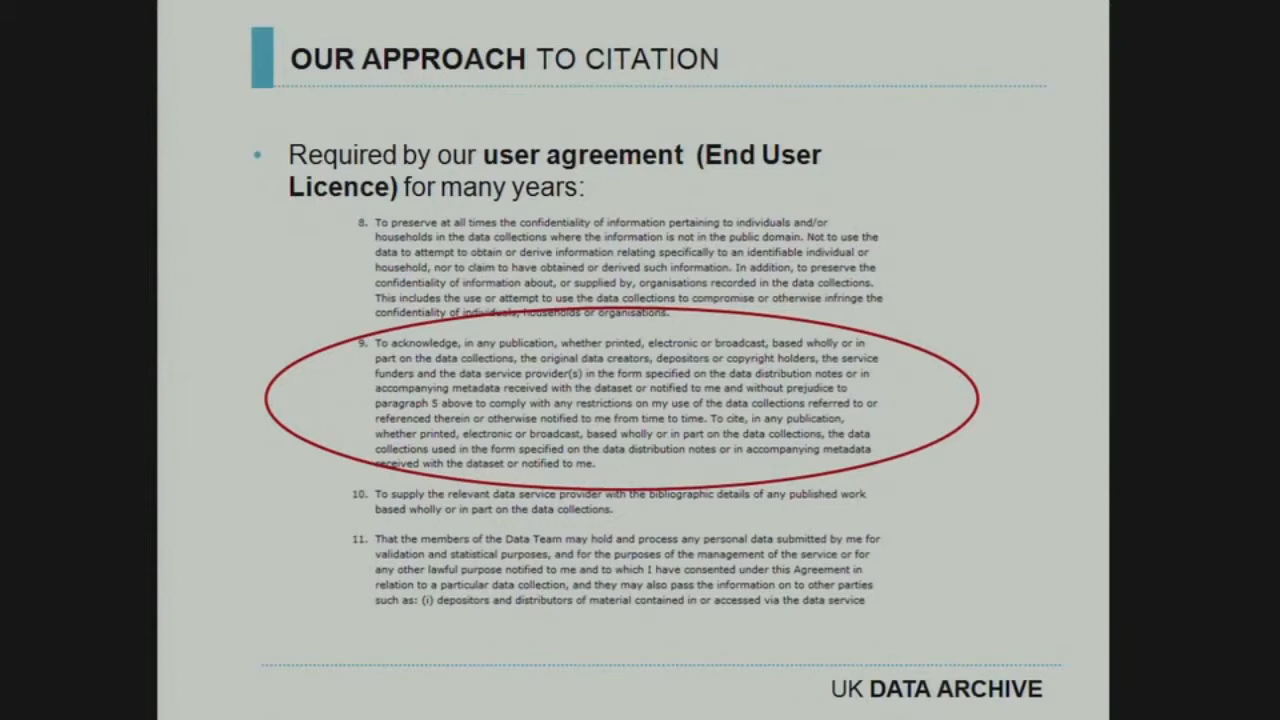 OUR APPROACH TO CITATION
• Required by our user agreement (End User
Licence) for many years:
8. To preserve at all times the confidentiality of information pertaining to individuals and/or
households in the data collections where the information is not in the public domain. Not to use the
data to attempt to obtain or derive information relating specifically to an identifiable individual or
household, nor to claim to have obtained or derived such information. In addition, to preserve the
confidentiality of information about, or supplied by, organisations recorded in the data collections.
This includes the use or attempt to use the data collections to compromise or otherwise infringe the
confidentiality of individuals, households or organisations.
9. To acknowledge, in any publication, whether printed, electronic or broadcast, based wholly or in
part on the data collections, the original data creators, depositors or copyright holders, the service
funders and the data service provider(s) in the form specified on the data distribution notes or in
accompanying metadata received with the dataset or notified to me and without prejudice to
paragraph 5 above to comply with any restrictions on my use of the data collections referred to or
referenced therein or otherwise notified to me from time to time. To cite, in any publication,
whether printed, electronic or broadcast, based wholly or in part on the data collections, the data
collections used in the form specified on the data distribution notes or in accompanying metadata
received with the dataset or notified to me.
10. To supply the relevant data service provider with the bibliographic details of any published work
based wholly or in part on the data collections.
11. That the members of the Data Team may hold and process any personal data submitted by me for
validation and statistical purposes, and for the purposes of the management of the service or for
any other lawful purpose notified to me and to which I have consented under this Agreement in
relation to a particular data collection, and they may also pass the information on to other parties
such as: (i) depositors and distributors of material contained in or accessed via the data service
UK DATA ARCHIVE